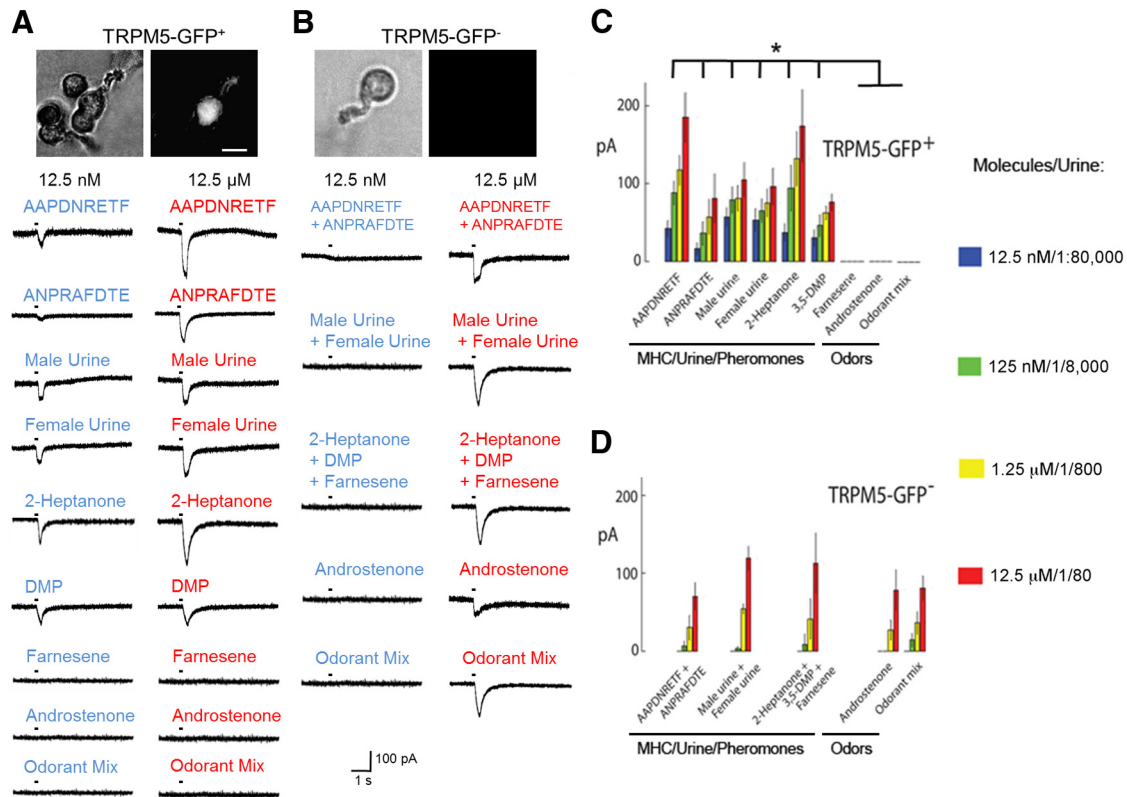 A
TRPM5-GFP+
12.5 nM
12.5 µM
AAPDNRETF
AAPDNRETF
ANPRAFDTE
ANPRAFDTE
Male Urine
Male Urine
Female Urine
Female Urine
2-Heptanone
2-Heptanone
DMP
DMP
Farnesene
Farnesene
Androstenone
Androstenone
Odorant Mix
Odorant Mix
B
TRPM5-GFP-
12.5 nM
12.5 µM
AAPDNRETF
+ ANPRAFDTE
AAPDNRETF
+ ANPRAFDTE
Male Urine
+ Female Urine
Male Urine
+ Female Urine
2-Heptanone
+ DMP
+ Farnesene
2-Heptanone
+ DMP
+ Farnesene
Androstenone
Androstenone
Odorant Mix
Odorant Mix
100 pA
1 s
C
*
200
pA
100
0
TRPM5-GFP+
AAPDNRETF
ANPRAFDTE
Male urine
Female urine
2-Heptanone
3,5-DMP
Farnesene
Androstenone
Odorant mix
MHC/Urine/Pheromones
Odors
Molecules/Urine:
12.5 nM/1:80,000
125 nM/1/8,000
1.25 µM/1/800
12.5 µM/1/80
D
200
pA
100
0
TRPM5-GFP-
AAPDNRETF +
ANPRAFDTE
Male urine +
Female urine
2-Heptanone +
3,5-DMP +
Farnesene
Androstenone
Odorant mix
MHC/Urine/Pheromones
Odors